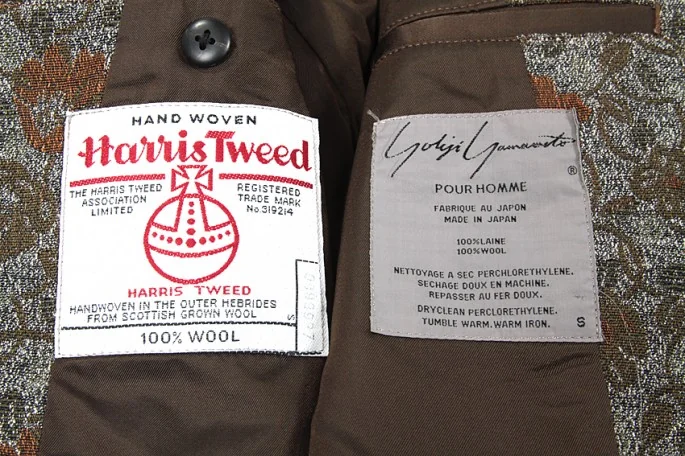 HAND WOVEN
Harris Tweed
THE HARRIS TWEED
ASSOCIATION
LIMITED
REGISTERED
TRADE MARK
No.319214
HARRIS TWEED
HANDWOVEN IN THE OUTER HEBRIDES
FROM SCOTTISH GROWN WOOL
S
100% WOOL
Yohji Yamamoto
®
POUR HOMME
FABRIQUE AU JAPON
MADE IN JAPAN
100%LAINE
100%WOOL
NETTOYAGE A SEC PERCHLORETHYLENE.
SECHAGE DOUX EN MACHINE.
REPASSER AU FER DOUX.
DRYCLEAN PERCLORETHYLENE.
TUMBLE WARM.WARM IRON.
S